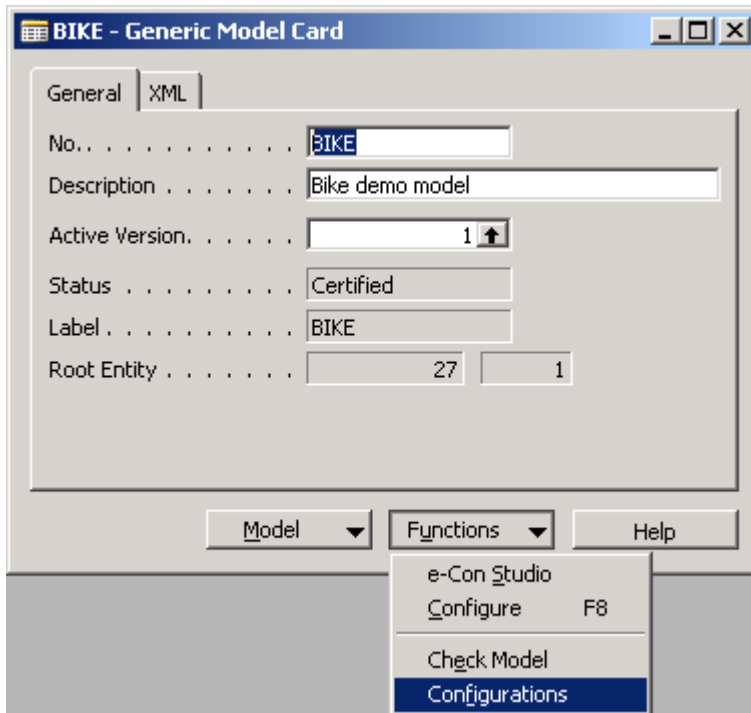 BIKE - Generic Model Card
General XML
No.. . . . . . . . . . . BIKE
Description . . . . . . . Bike demo model
Active Version. . . . . . 1
Status . . . . . . . . . Certified
Label . . . . . . . . . . BIKE
Root Entity . . . . . . . 27 1
Model Functions Help
e-Con Studio
Configure F8
Check Model
Configurations